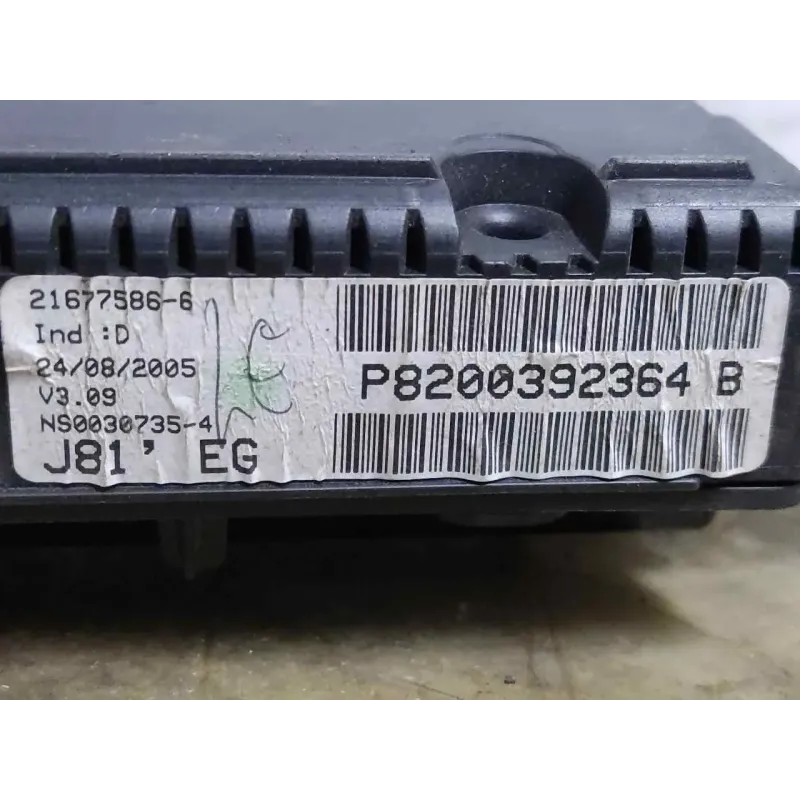 21677586-6
Ind :D
24/08/2005
V3.09
NS0030735-4
J81' EG
P8200392364 B